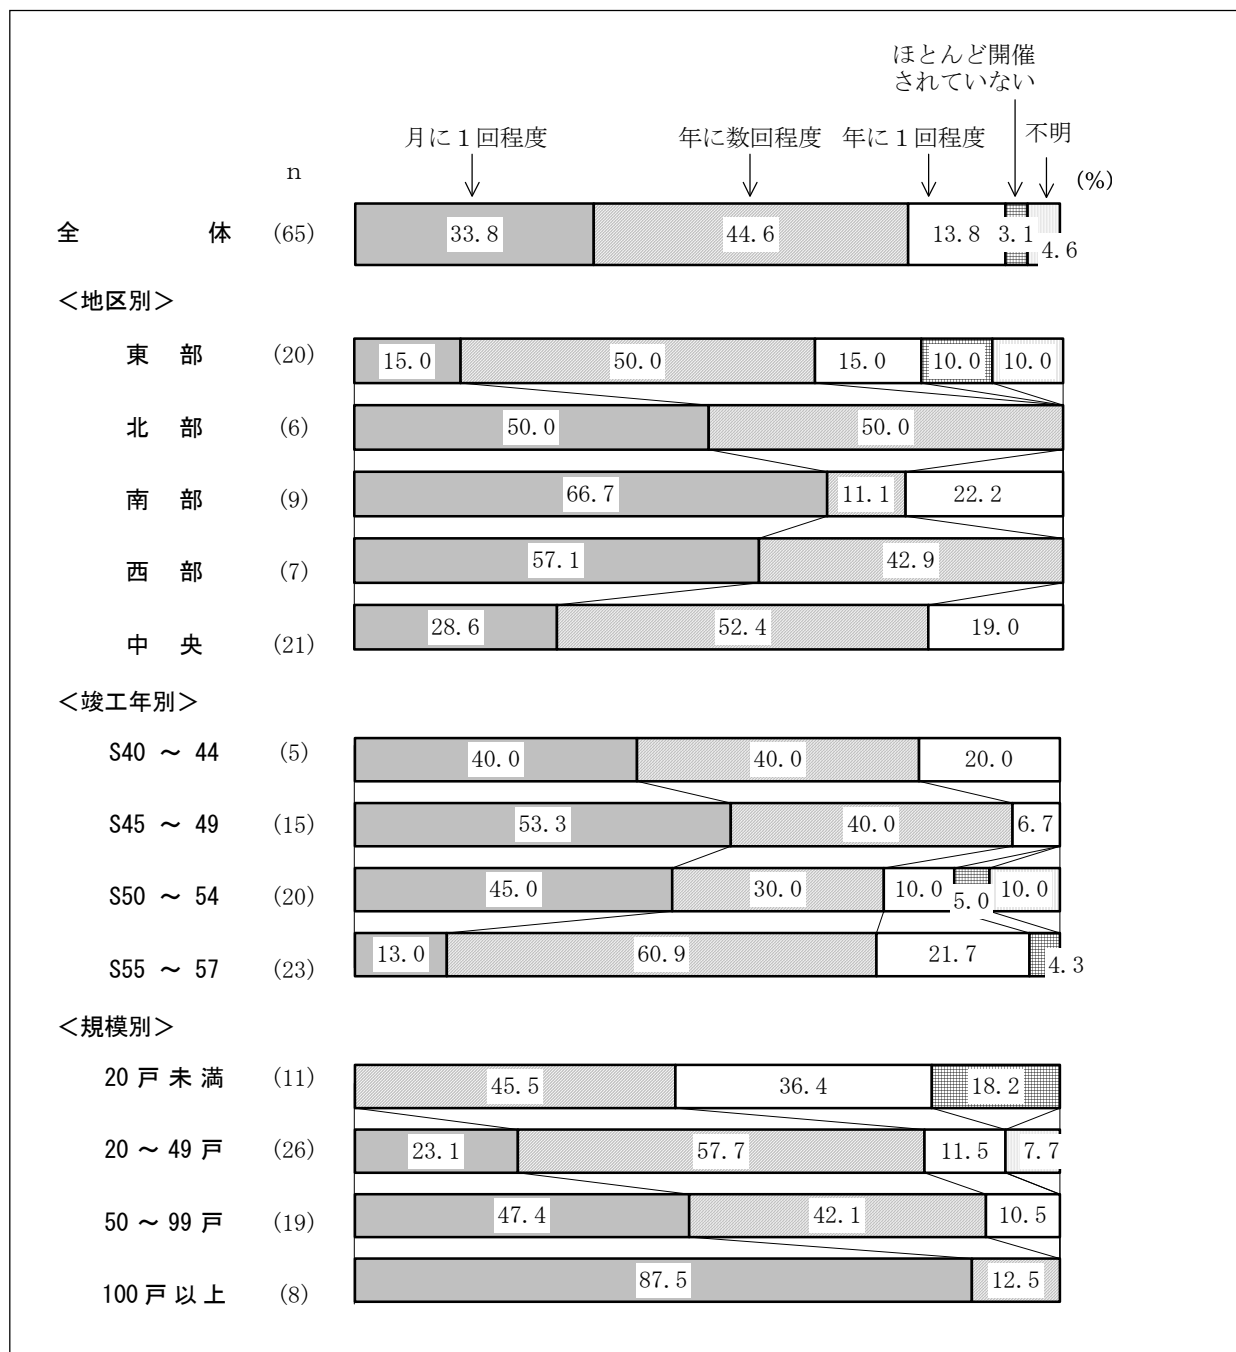 ほとんど開催
されていない
月に１回程度 年に数回程度 年に１回程度 不明
n (%)
全 体 (65) 33.8 44.6 13.8 3.1 4.6
＜地区別＞
東 部 (20) 15.0 50.0 15.0 10.0 10.0
北 部 (6) 50.0 50.0
南 部 (9) 66.7 11.1 22.2
西 部 (7) 57.1 42.9
中 央 (21) 28.6 52.4 19.0
＜竣工年別＞
S40 ～ 44 (5) 40.0 40.0 20.0
S45 ～ 49 (15) 53.3 40.0 6.7
S50 ～ 54 (20) 45.0 30.0 10.0 5.0 10.0
S55 ～ 57 (23) 13.0 60.9 21.7 4.3
＜規模別＞
20 戸 未 満 (11) 45.5 36.4 18.2
20 ～ 49 戸 (26) 23.1 57.7 11.5 7.7
50 ～ 99 戸 (19) 47.4 42.1 10.5
100 戸 以 上 (8) 87.5 12.5